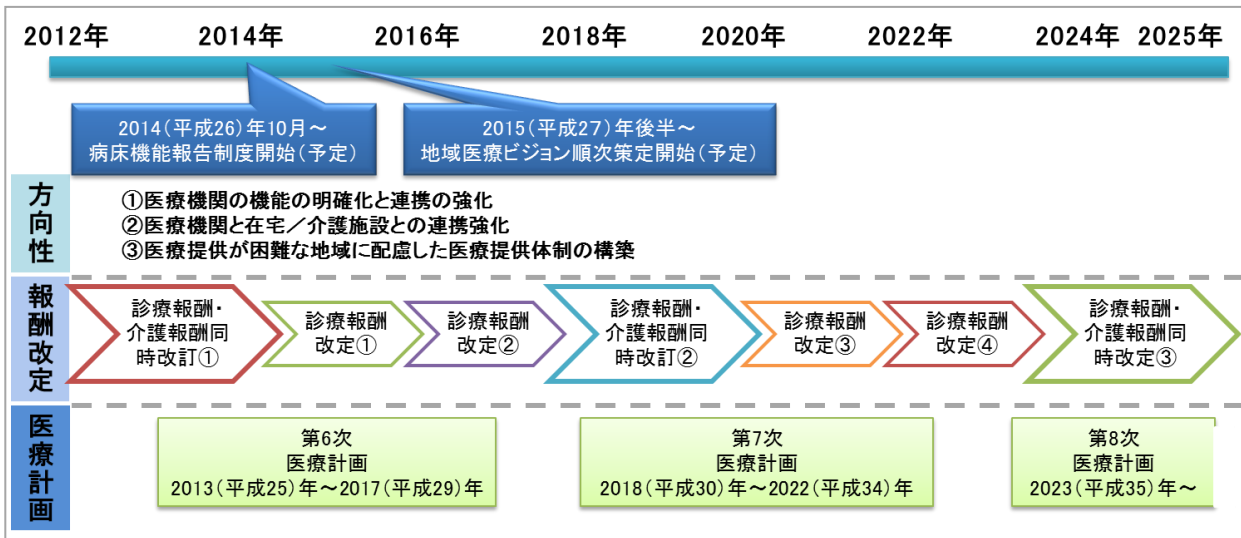 2012年 2014年 2016年 2018年 2020年 2022年 2024年 2025年
2014(平成26)年10月～
病床機能報告制度開始(予定)
2015(平成27)年後半～
地域医療ビジョン順次策定開始(予定)
方向性
①医療機関の機能の明確化と連携の強化
②医療機関と在宅／介護施設との連携強化
③医療提供が困難な地域に配慮した医療提供体制の構築
報酬改定
診療報酬・
介護報酬同
時改訂①
診療報酬
改定①
診療報酬
改定②
診療報酬・
介護報酬同
時改訂②
診療報酬
改定③
診療報酬
改定④
診療報酬・
介護報酬同
時改定③
医療計画
第6次
医療計画
2013(平成25)年～2017(平成29)年
第7次
医療計画
2018(平成30)年～2022(平成34)年
第8次
医療計画
2023(平成35)年～